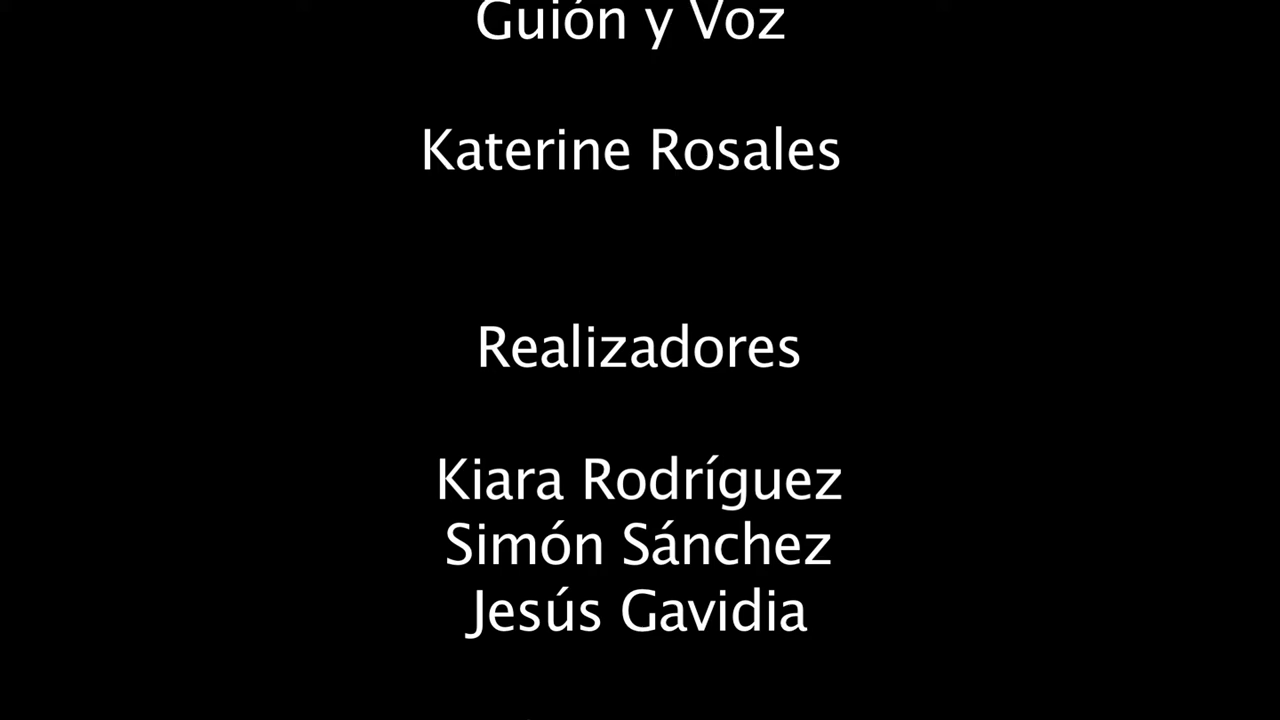 Guión y Voz
Katerine Rosales
Realizadores
Kiara Rodríguez
Simón Sánchez
Jesús Gavidia